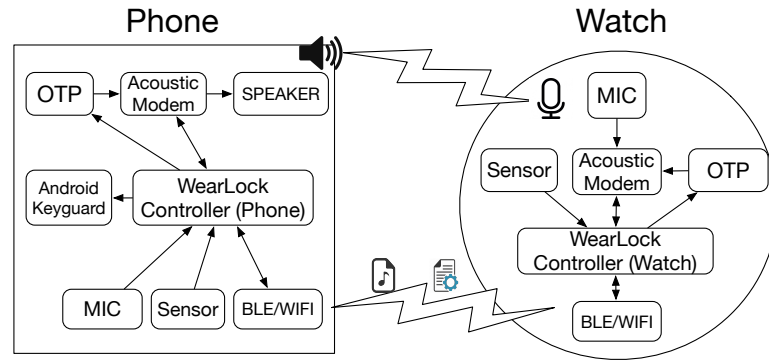 Phone
Watch
OTP
Acoustic
Modem
SPEAKER
Android
Keyguard
WearLock
Controller (Phone)
MIC
Sensor
BLE/WIFI
MIC
Sensor
Acoustic
Modem
OTP
WearLock
Controller (Watch)
BLE/WIFI